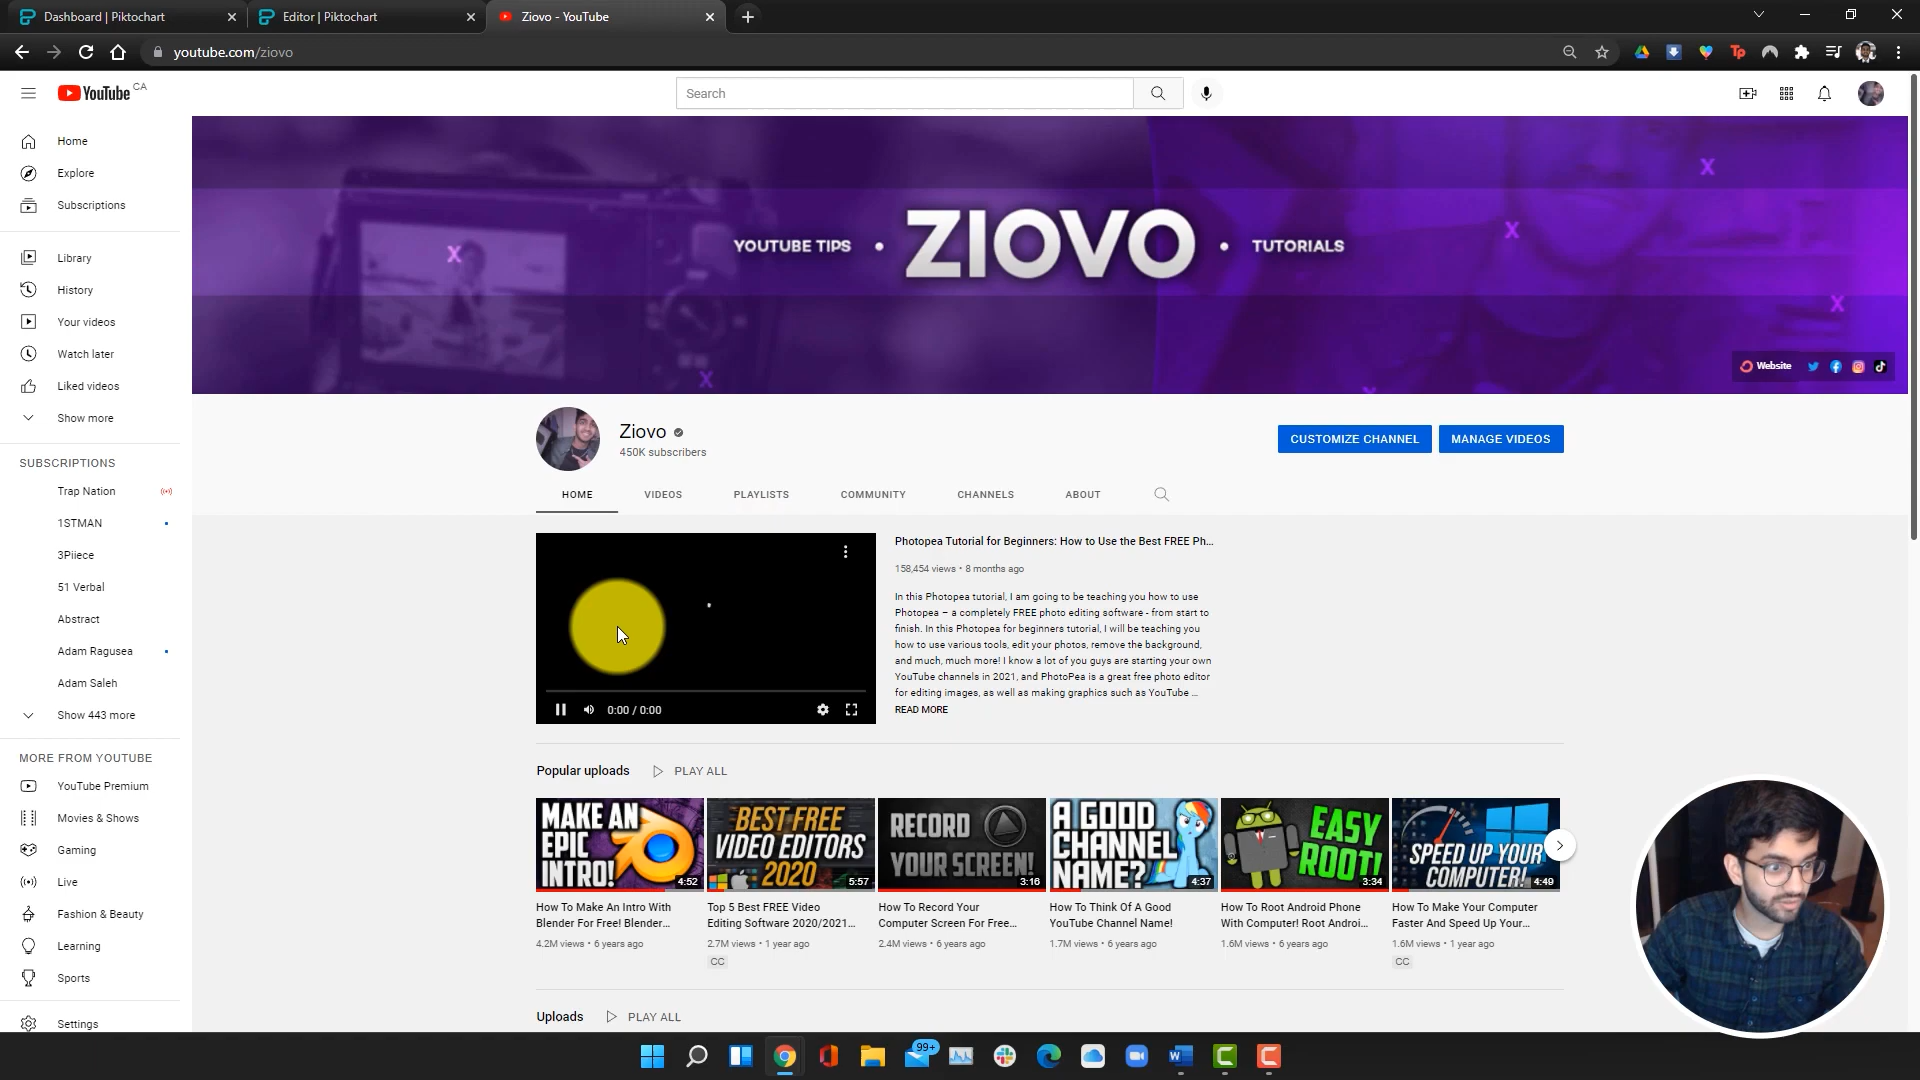 Dashboard | Piktochart
Editor | Piktochart
Ziovo - YouTube
youtube.com/ziovo
Tp
YouTube CA
Search
Home
Explore
Subscriptions
Library
History
Your videos
Watch later
Liked videos
Show more
SUBSCRIPTIONS
Trap Nation
1STMAN
3Piiece
51 Verbal
Abstract
Adam Ragusea
Adam Saleh
Show 443 more
MORE FROM YOUTUBE
YouTube Premium
Movies & Shows
Gaming
Live
Fashion & Beauty
Learning
Sports
Settings
YOUTUBE TIPS • ZIOVO • TUTORIALS
Website
Ziovo
450K subscribers
CUSTOMIZE CHANNEL
MANAGE VIDEOS
HOME
VIDEOS
PLAYLISTS
COMMUNITY
CHANNELS
ABOUT
0:00 / 0:00
Photopea Tutorial for Beginners: How to Use the Best FREE Ph...
158,454 views • 8 months ago
In this Photopea tutorial, I am going to be teaching you how to use
Photopea – a completely FREE photo editing software - from start to
finish. In this Photopea for beginners tutorial, I will be teaching you
how to use various tools, edit your photos, remove the background,
and much, much more! I know a lot of you guys are starting your own
YouTube channels in 2021, and PhotoPea is a great free photo editor
for editing images, as well as making graphics such as YouTube ...
READ MORE
Popular uploads
PLAY ALL
MAKE AN
EPIC
INTRO!
4:52
How To Make An Intro With
Blender For Free! Blender...
4.2M views • 6 years ago
BEST FREE
VIDEO EDITORS
2020
5:57
Top 5 Best FREE Video
Editing Software 2020/2021...
2.7M views • 1 year ago
CC
RECORD
YOUR SCREEN!
3:16
How To Record Your
Computer Screen For Free...
2.4M views • 6 years ago
A GOOD
CHANNEL
NAME?
4:37
How To Think Of A Good
YouTube Channel Name!
1.7M views • 6 years ago
EASY
ROOT!
3:34
How To Root Android Phone
With Computer! Root Androi...
1.6M views • 6 years ago
SPEED UP YOUR
COMPUTER!
4:49
How To Make Your Computer
Faster And Speed Up Your...
1.6M views • 1 year ago
CC
Uploads
PLAY ALL
99+